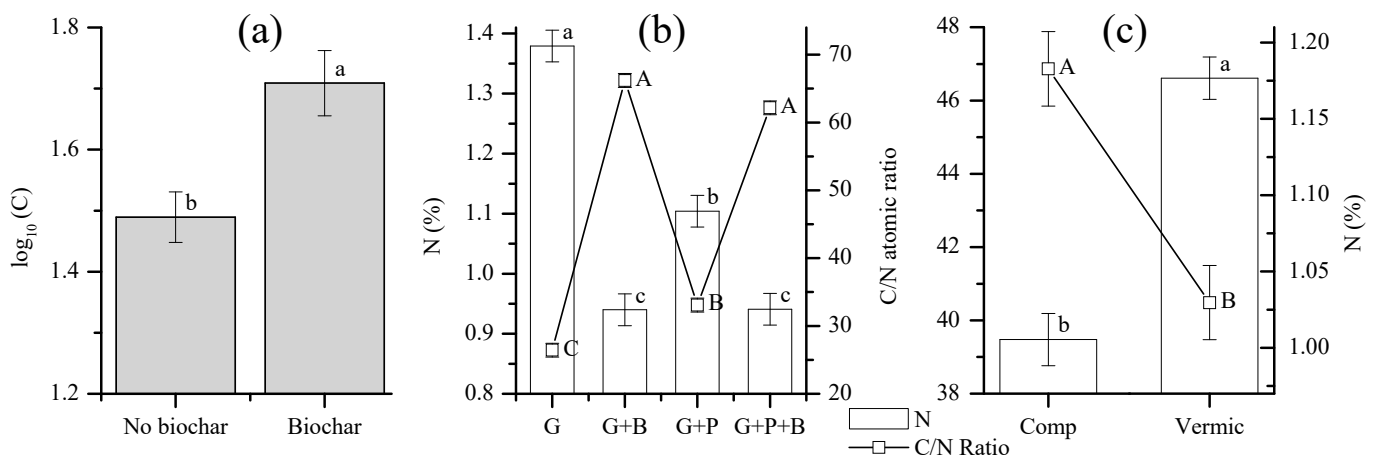 (a)
log10 (C)
1.8
1.6
1.4
1.2
b
a
No biochar
Biochar
(b)
N (%)
1.4
1.3
1.2
1.1
1.0
0.9
0.8
a
A
b
A
c
B
c
C
70
60
50
40
30
20
C/N atomic ratio
G
G+B
G+P
G+P+B
N
C/N Ratio
(c)
48
47
46
44
42
40
39
38
A
a
B
b
1.20
1.15
1.10
1.05
1.00
N (%)
Comp
Vermic